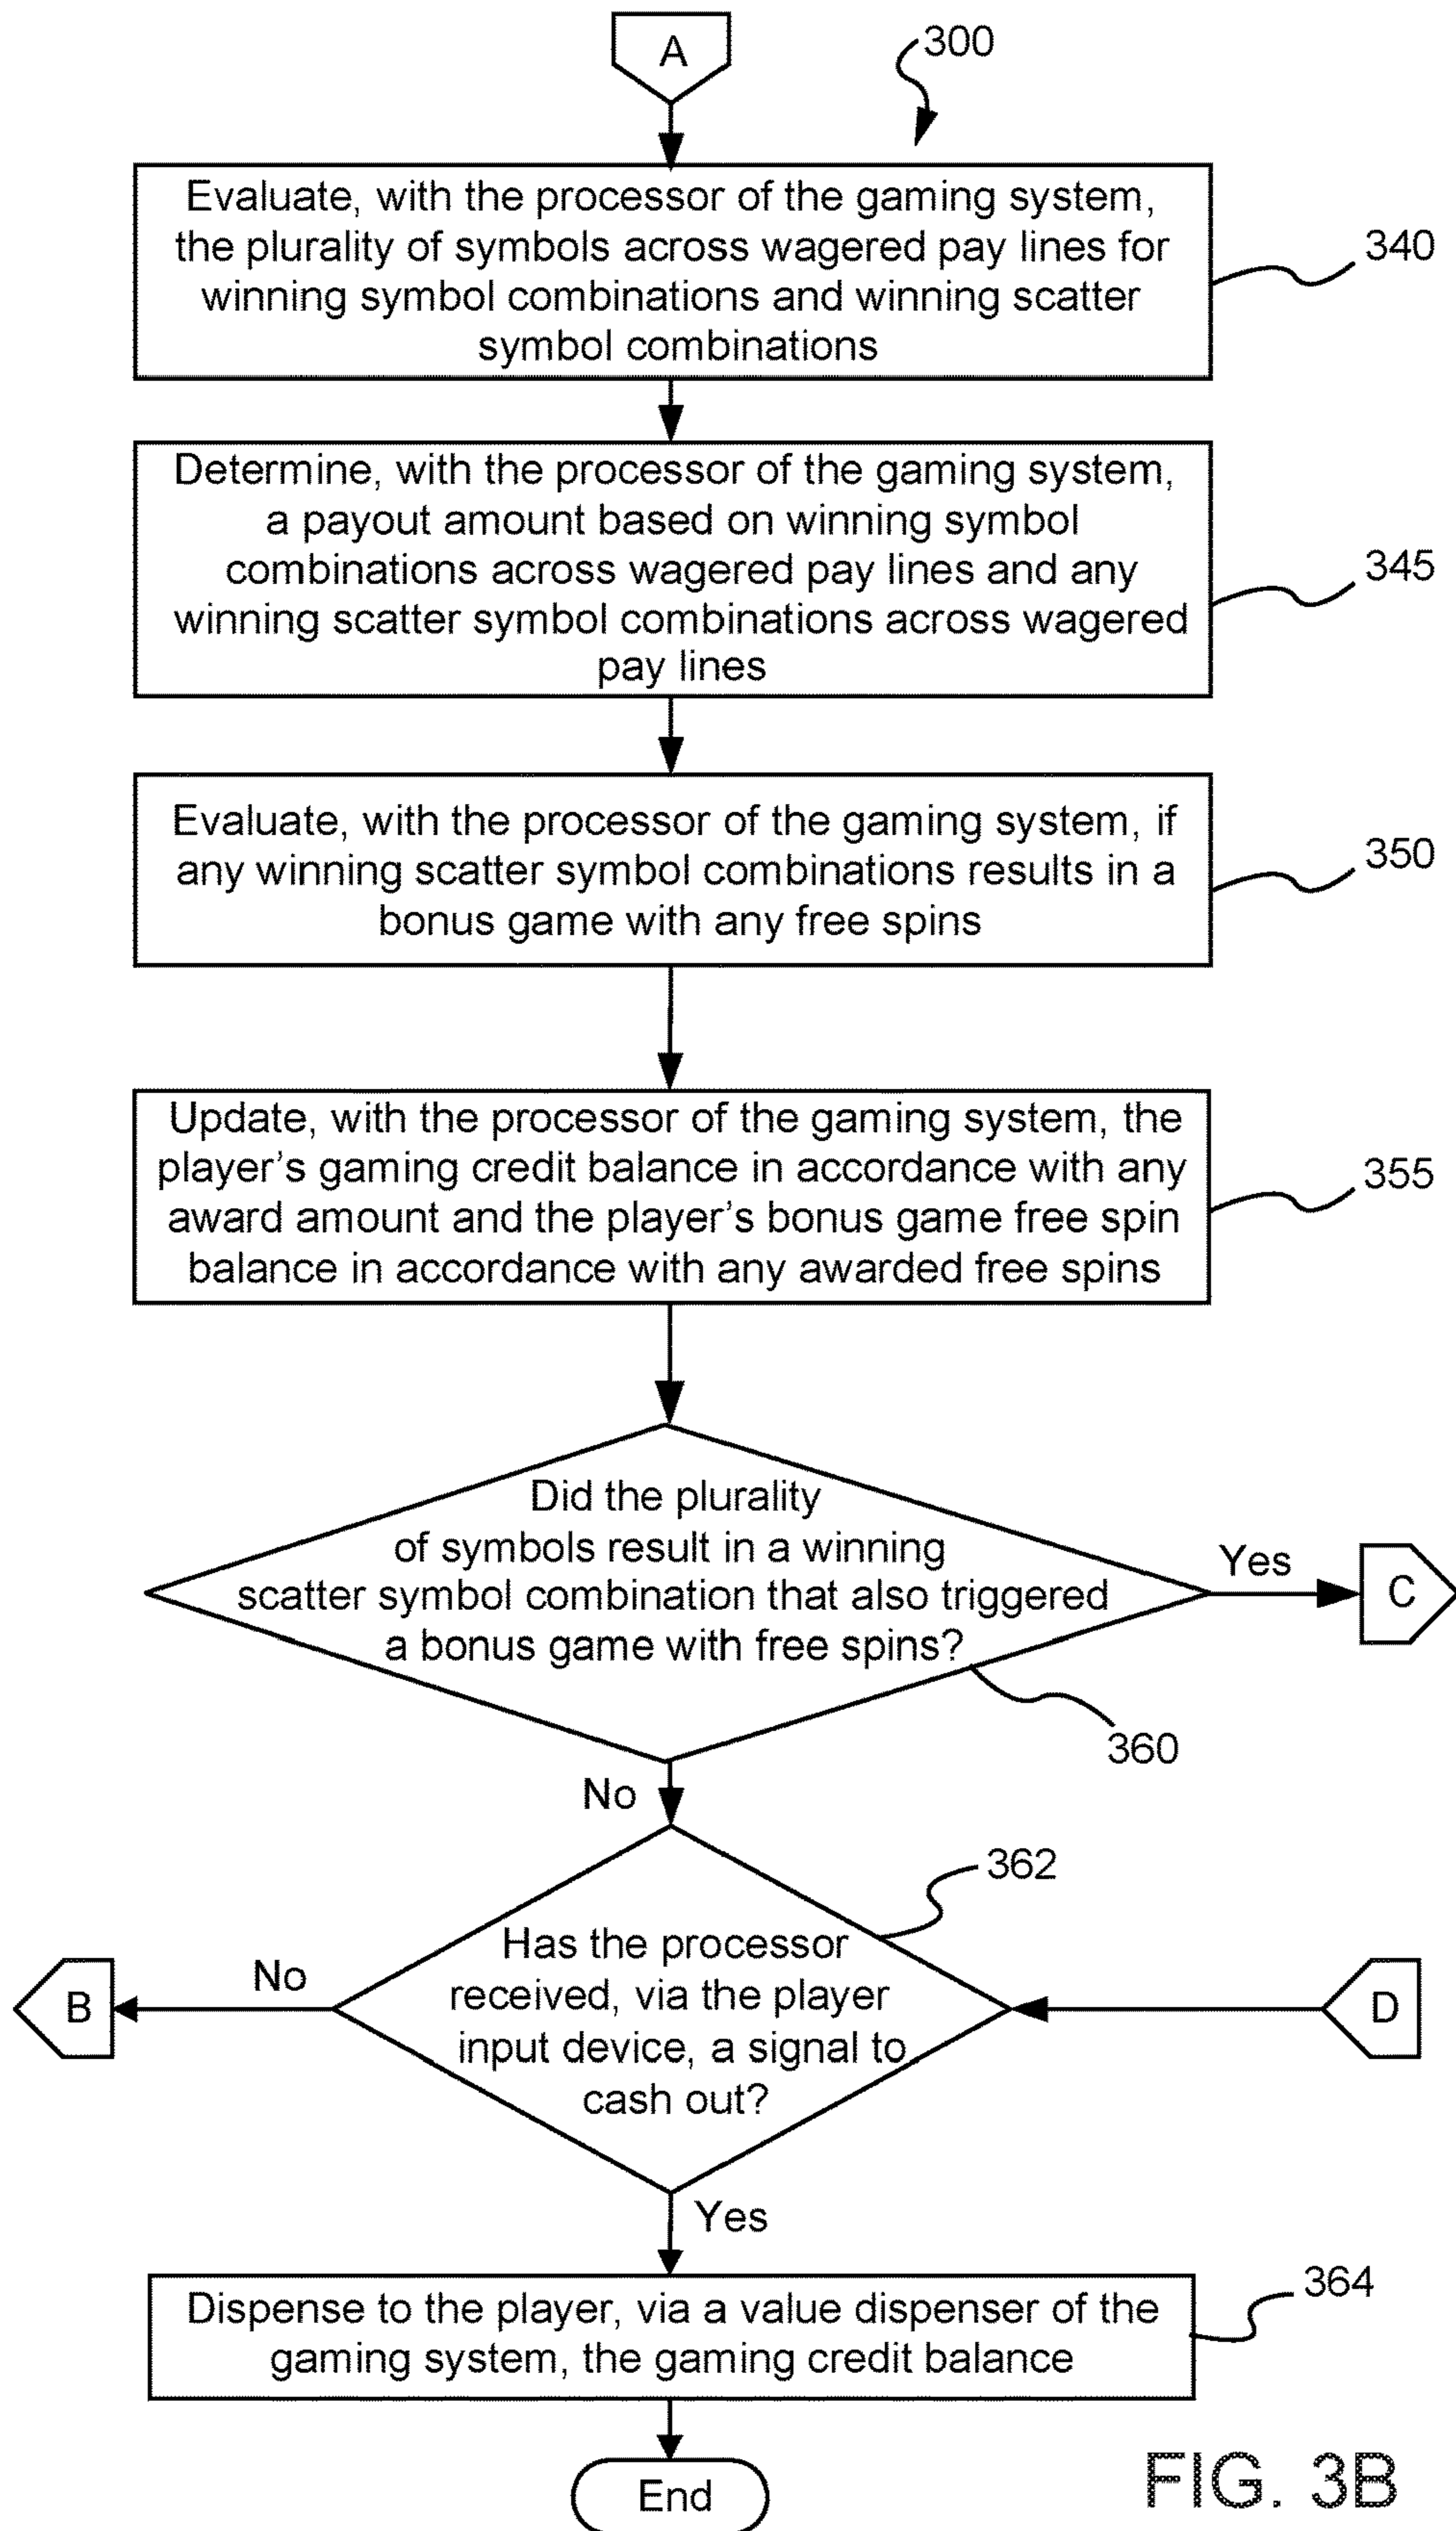 A
300
Evaluate, with the processor of the gaming system,
the plurality of symbols across wagered pay lines for
winning symbol combinations and winning scatter
symbol combinations
340
Determine, with the processor of the gaming system,
a payout amount based on winning symbol
combinations across wagered pay lines and any
winning scatter symbol combinations across wagered
pay lines
345
Evaluate, with the processor of the gaming system, if
any winning scatter symbol combinations results in a
bonus game with any free spins
350
Update, with the processor of the gaming system, the
player's gaming credit balance in accordance with any
award amount and the player's bonus game free spin
balance in accordance with any awarded free spins
355
Did the plurality
of symbols result in a winning
scatter symbol combination that also triggered
a bonus game with free spins?
Yes
C
360
No
362
Has the processor
received, via the player
input device, a signal to
cash out?
No
B
D
Yes
364
Dispense to the player, via a value dispenser of the
gaming system, the gaming credit balance
End
FIG. 3B